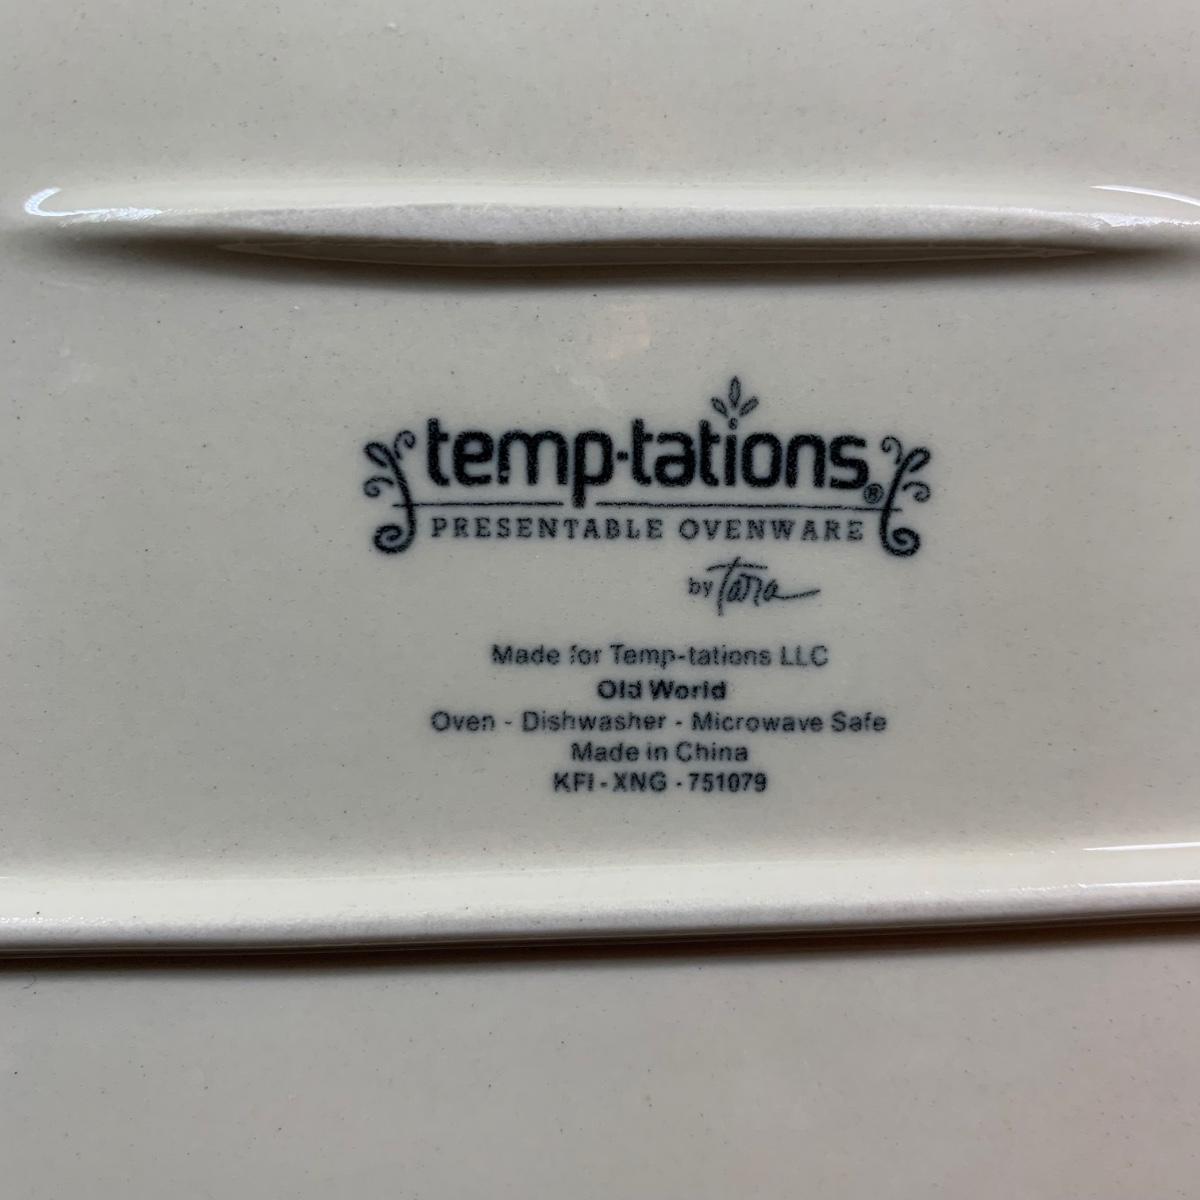 temp-tations®
PRESENTABLE OVENWARE
by Tara
Made for Temp-tations LLC
Old World
Oven - Dishwasher - Microwave Safe
Made in China
KFI - XNG - 751079